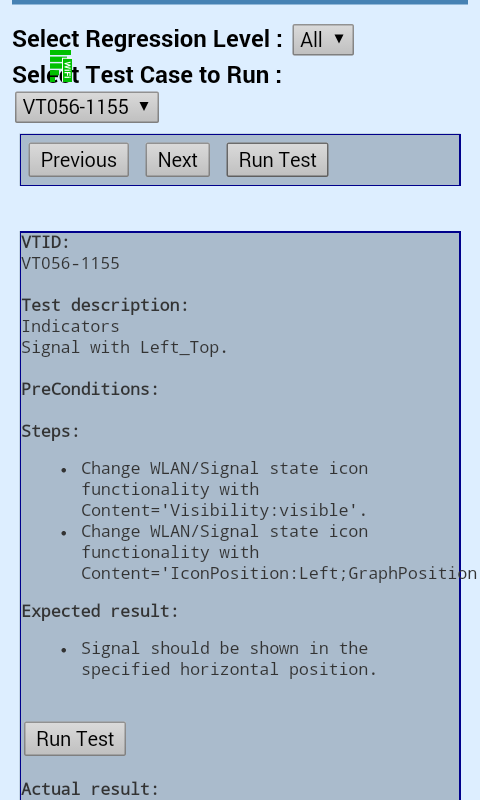 Select Regression Level : All
Select Test Case to Run :
VT056-1155
Previous Next Run Test
VTID:
VT056-1155
Test description:
Indicators
Signal with Left_Top.
PreConditions:
Steps:
• Change WLAN/Signal state icon
functionality with
Content='Visibility:visible'.
• Change WLAN/Signal state icon
functionality with
Content='IconPosition:Left;GraphPosition
Expected result:
• Signal should be shown in the
specified horizontal position.
Run Test
Actual result: